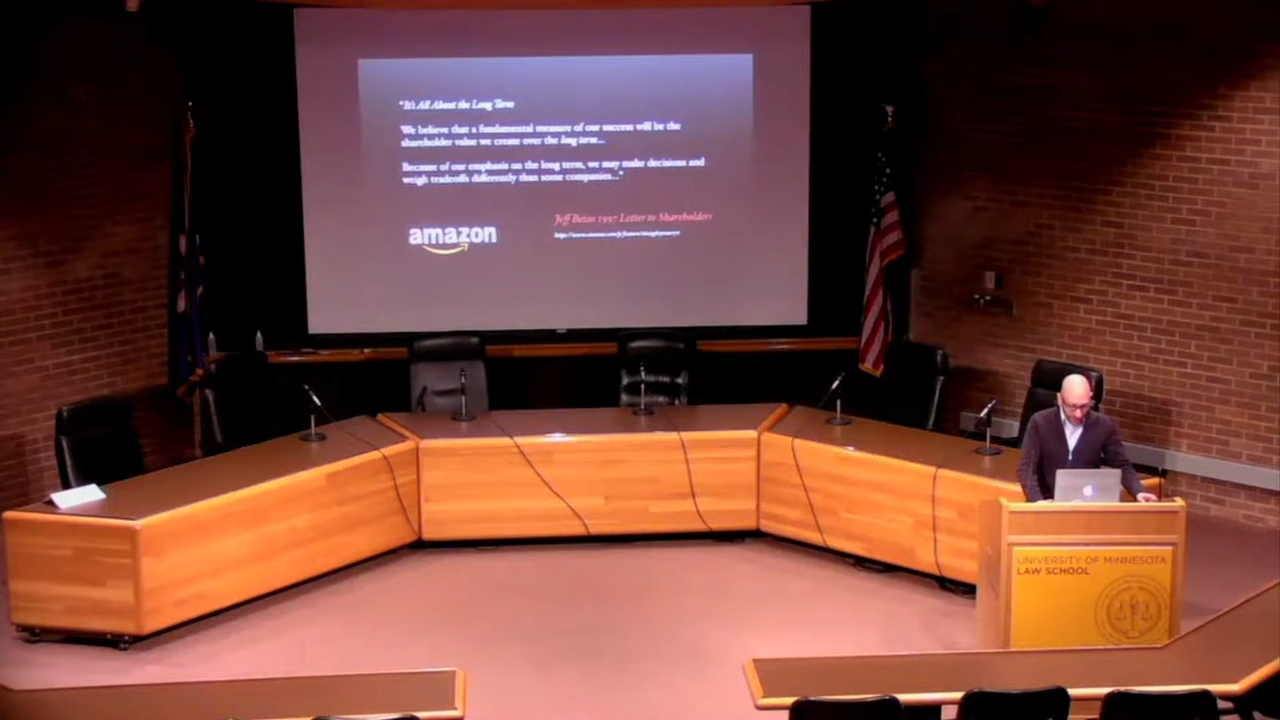 "It's All About the Long Term
We believe that a fundamental measure of our success will be the
shareholder value we create over the long term...
Because of our emphasis on the long term, we may make decisions and
weigh tradeoffs differently than some companies..."
Jeff Bezos 1997 Letter to Shareholders
amazon
UNIVERSITY OF MINNESOTA
LAW SCHOOL